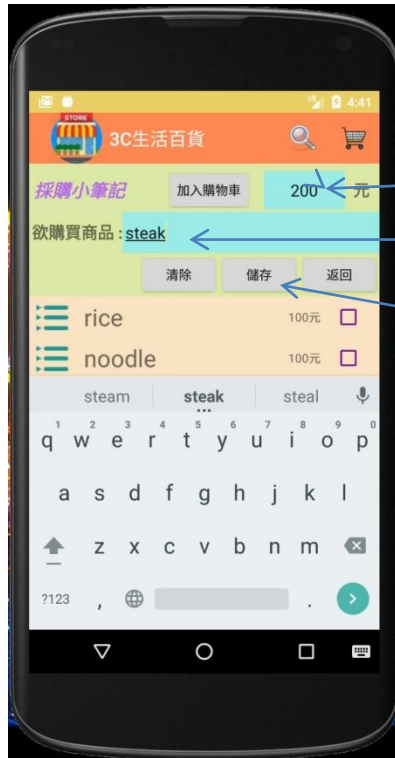 4:41
STORE
3C生活百貨
採購小筆記 加入購物車 200 元
欲購買商品 : steak
清除 儲存 返回
rice 100元
noodle 100元
steam steak steal
1 2 3 4 5 6 7 8 9 0
q w e r t y u i o p
a s d f g h j k l
z x c v b n m
?123 , .